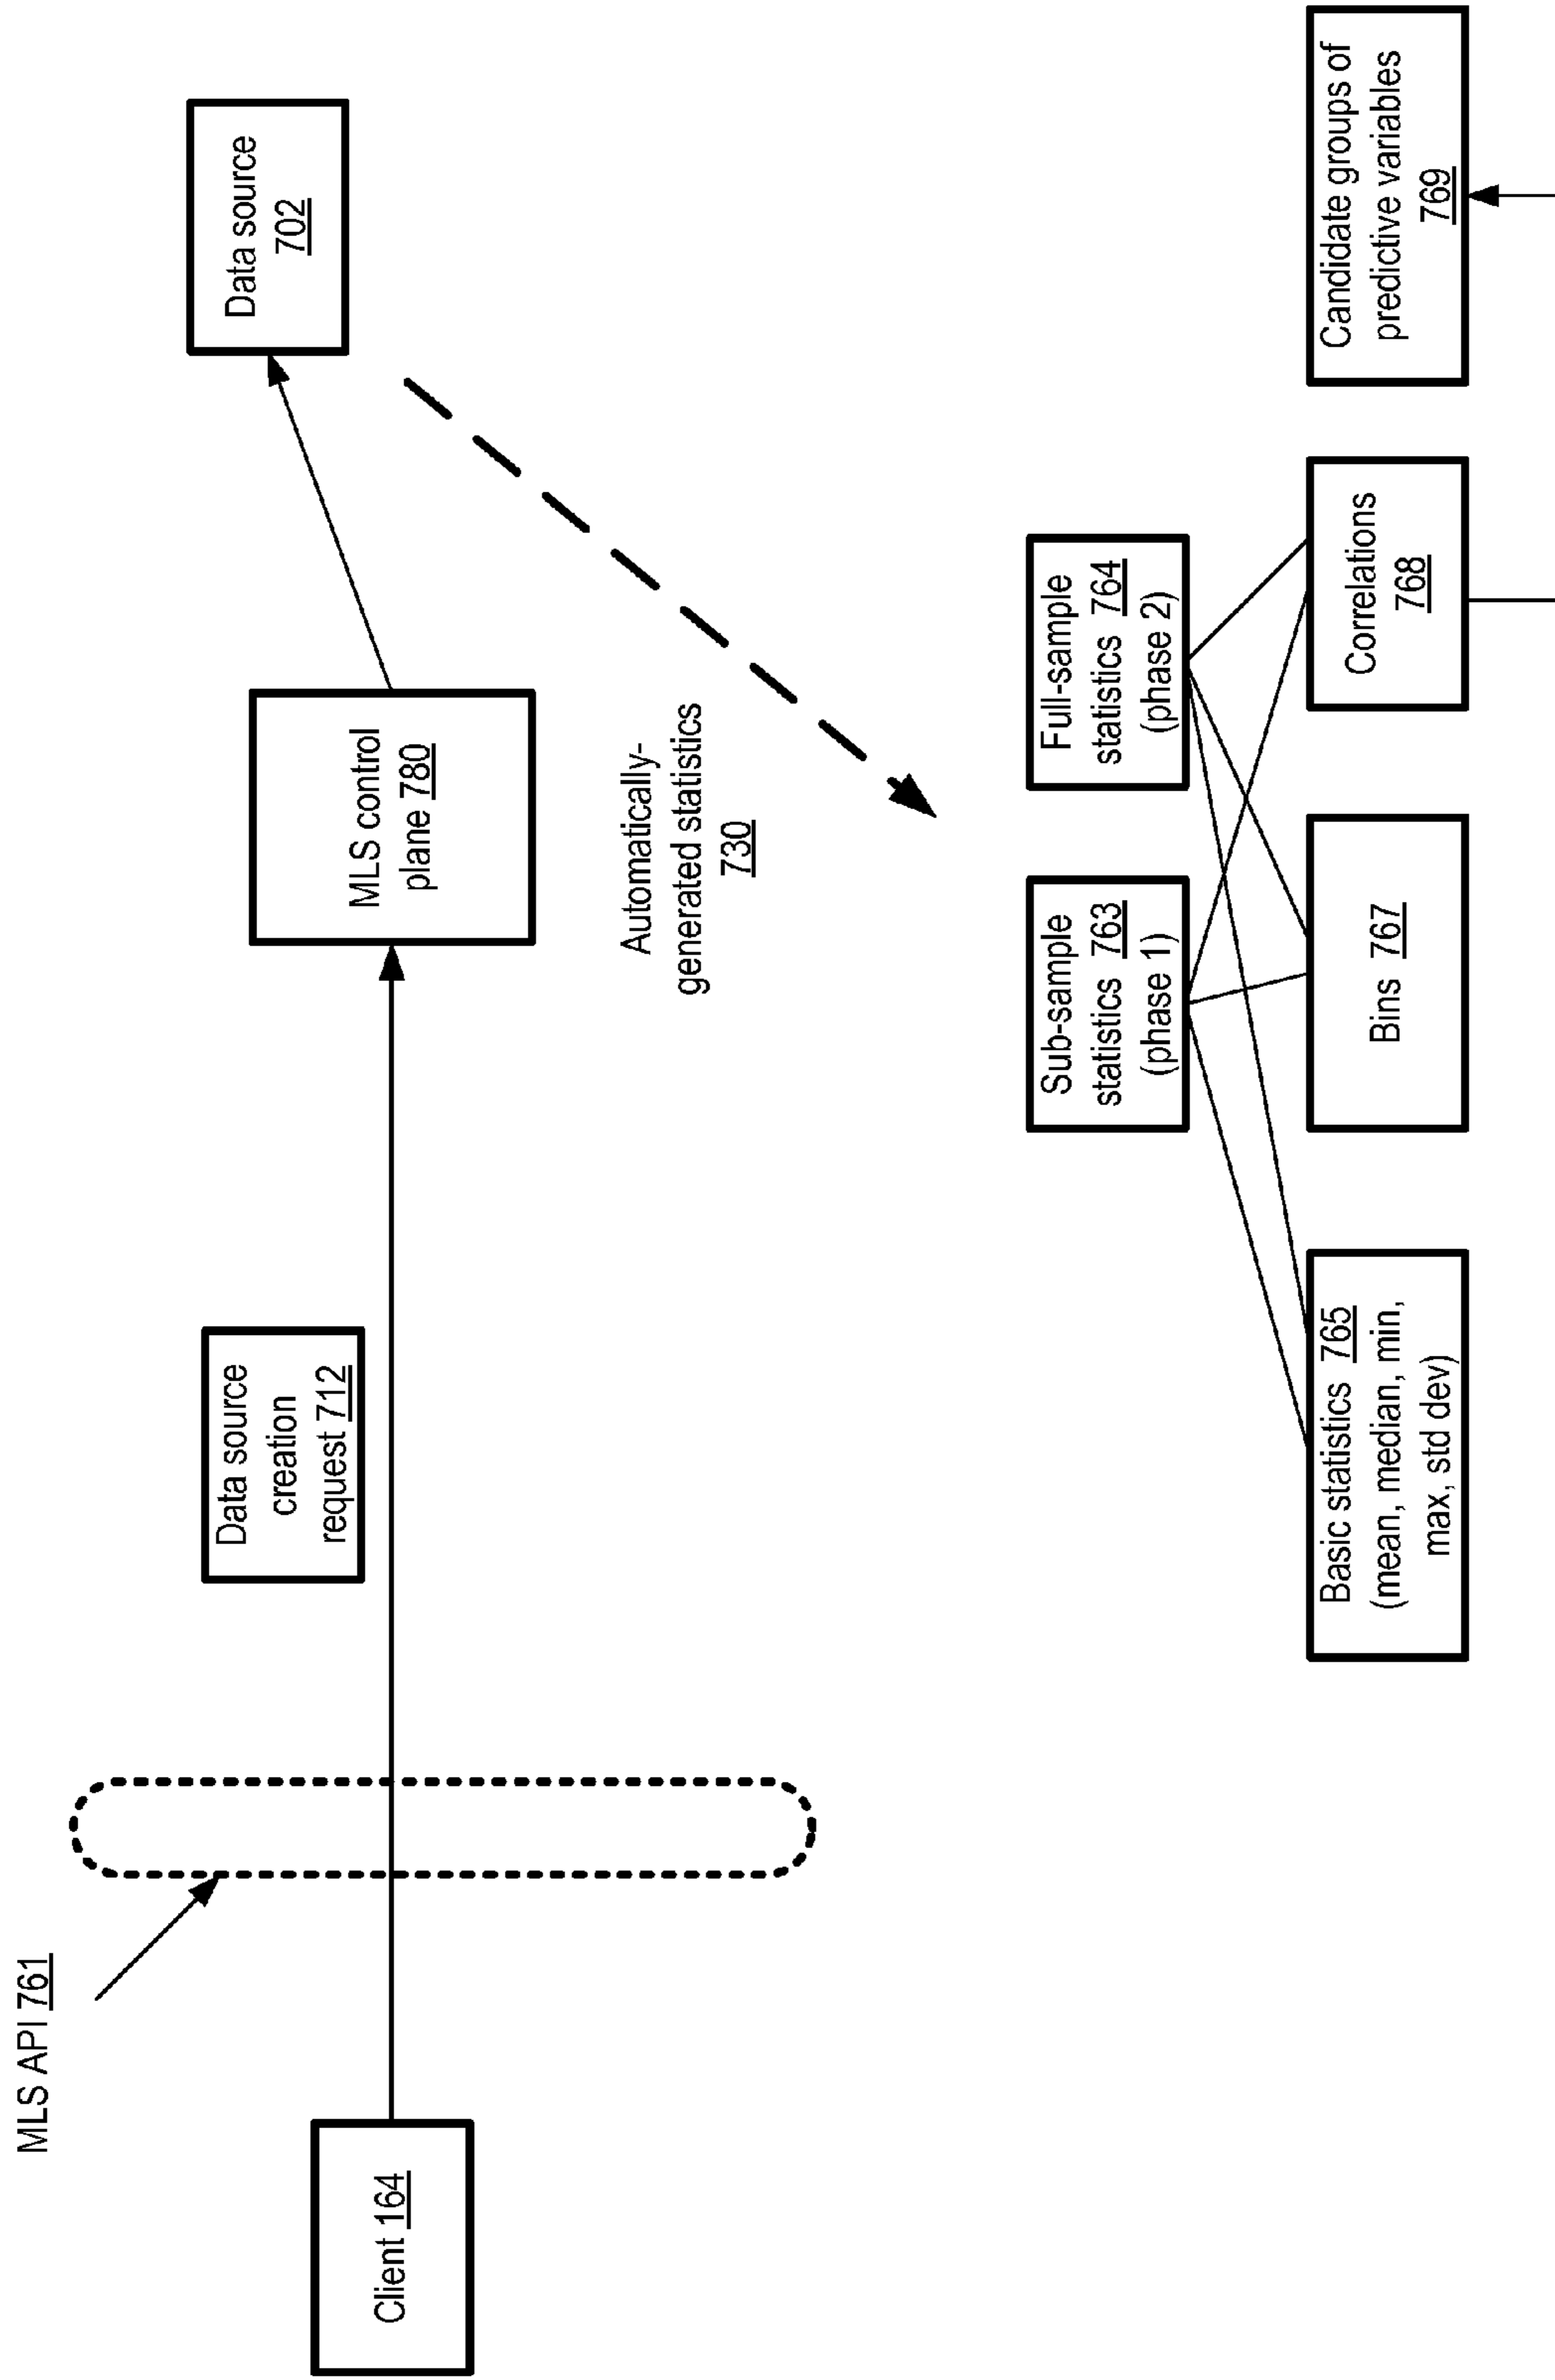 MLS API 761
Client 164
Data source
creation
request 712
MLS control
plane 780
Data source
702
Automatically-
generated statistics
730
Sub-sample
statistics 763
(phase 1)
Full-sample
statistics 764
(phase 2)
Basic statistics 765
(mean, median, min,
max, std dev)
Bins 767
Correlations
768
Candidate groups of
predictive variables
769